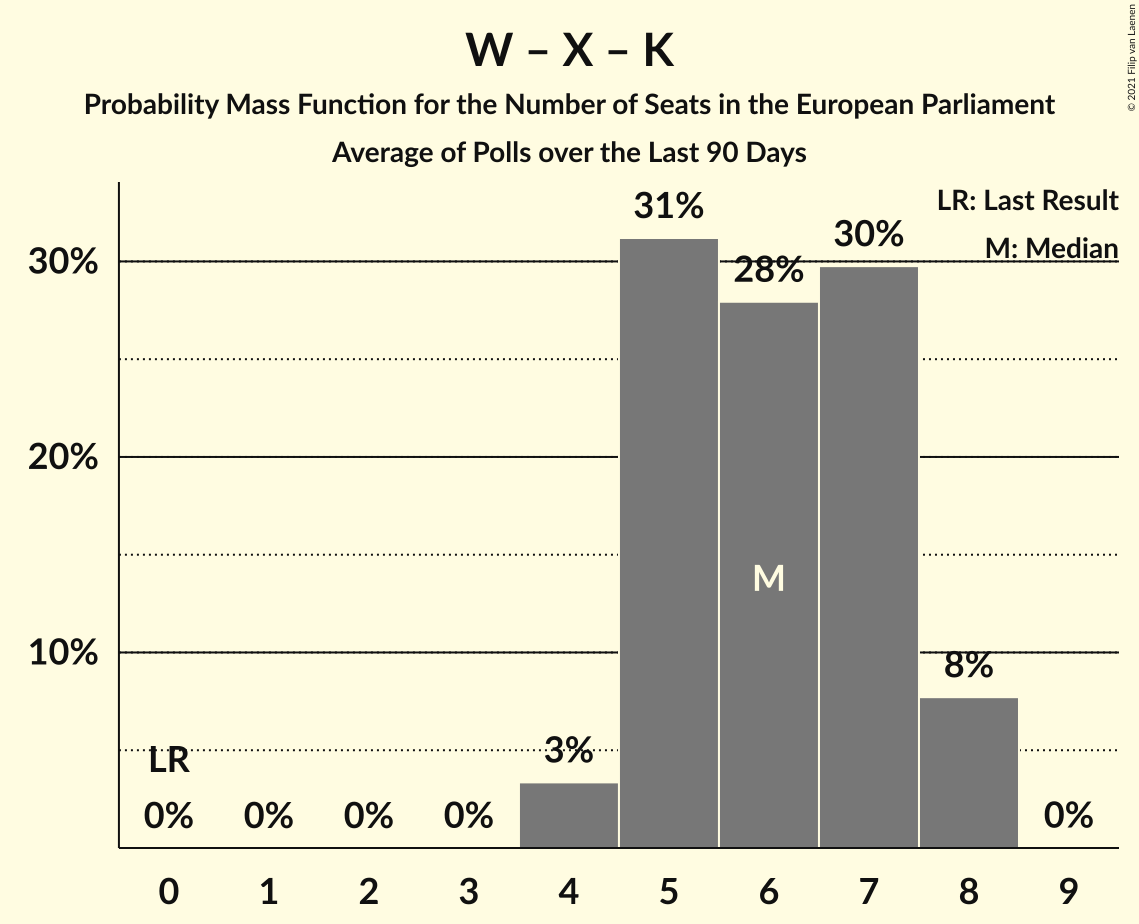 W – X – K
Probability Mass Function for the Number of Seats in the European Parliament
Average of Polls over the Last 90 Days
© 2021 Filip van Laenen
LR: Last Result
M: Median
30%
20%
10%
LR
0%
0%
0%
0%
3%
31%
28%
30%
8%
0%
M
0 1 2 3 4 5 6 7 8 9